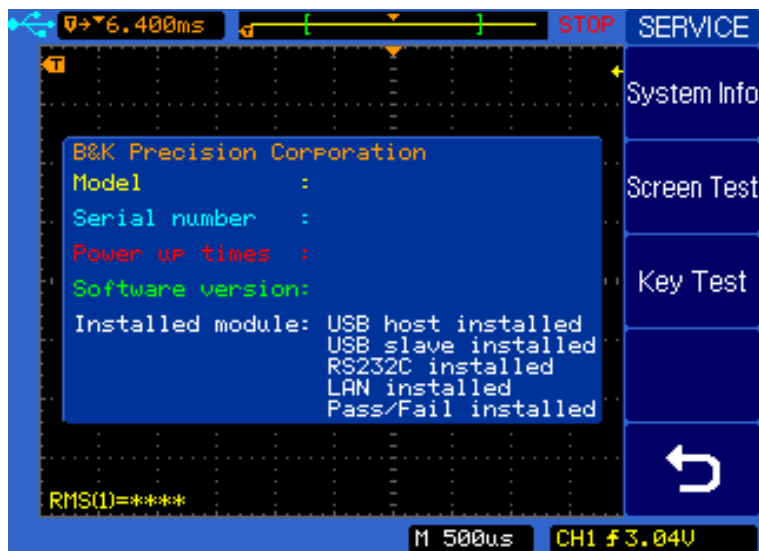 T→▼6.400ms
T
STOP
SERVICE
T
System Info
B&K Precision Corporation
Model :
Serial number :
Power up times :
Software version:
Installed module: USB host installed
USB slave installed
RS232C installed
LAN installed
Pass/Fail installed
Screen Test
Key Test
RMS(1)=****
M 500us
CH1 3.04V